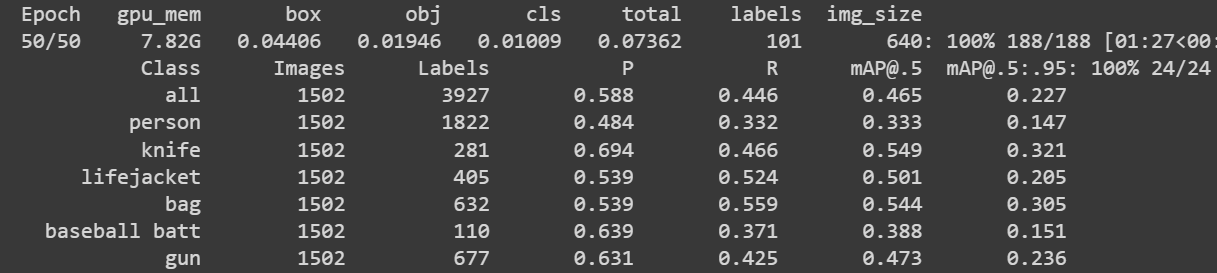 Epoch gpu_mem box obj cls total labels img_size
50/50 7.82G 0.04406 0.01946 0.01009 0.07362 101 640: 100% 188/188 [01:27<00:
Class Images Labels P R mAP@.5 mAP@.5:.95: 100% 24/24
all 1502 3927 0.588 0.446 0.465 0.227
person 1502 1822 0.484 0.332 0.333 0.147
knife 1502 281 0.694 0.466 0.549 0.321
lifejacket 1502 405 0.539 0.524 0.501 0.205
bag 1502 632 0.539 0.559 0.544 0.305
baseball batt 1502 110 0.639 0.371 0.388 0.151
gun 1502 677 0.631 0.425 0.473 0.236